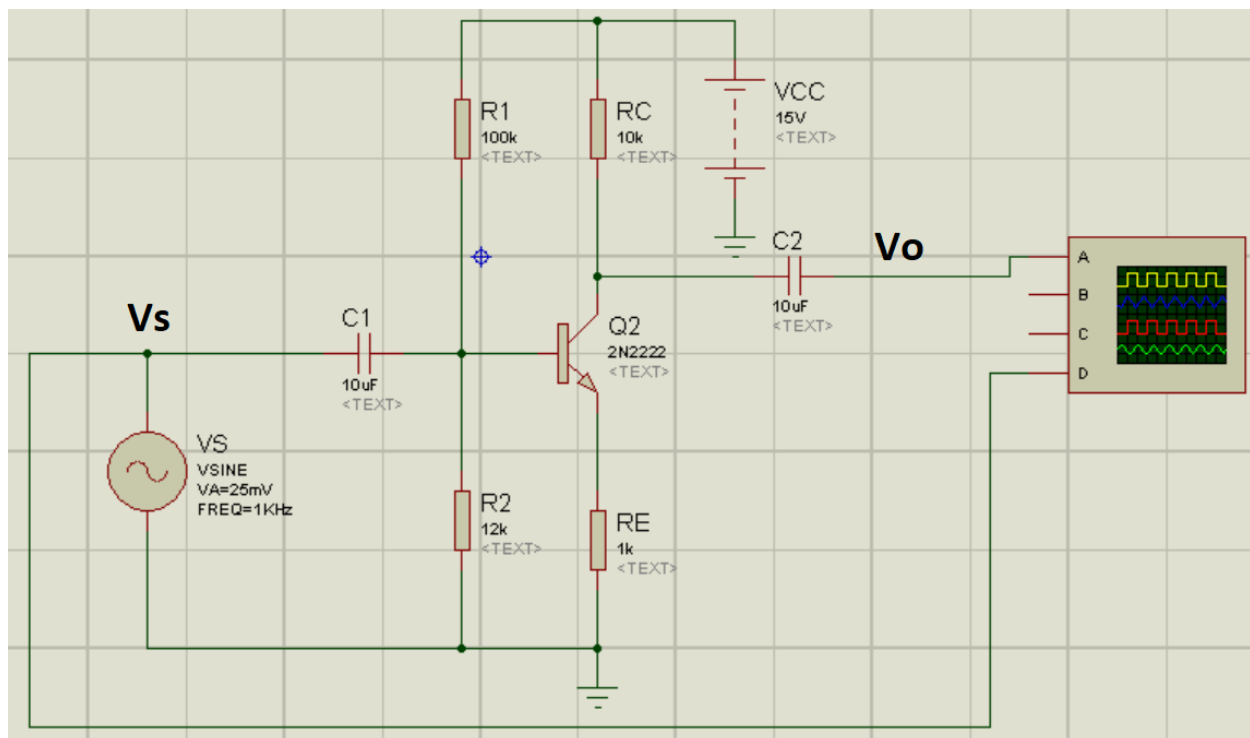 R1
100k
<TEXT>
RC
10k
<TEXT>
VCC
15V
<TEXT>
C2
10uF
<TEXT>
Vo
A
B
C
D
Vs
C1
10uF
<TEXT>
Q2
2N2222
<TEXT>
VS
VSINE
VA=25mV
FREQ=1KHz
R2
12k
<TEXT>
RE
1k
<TEXT>